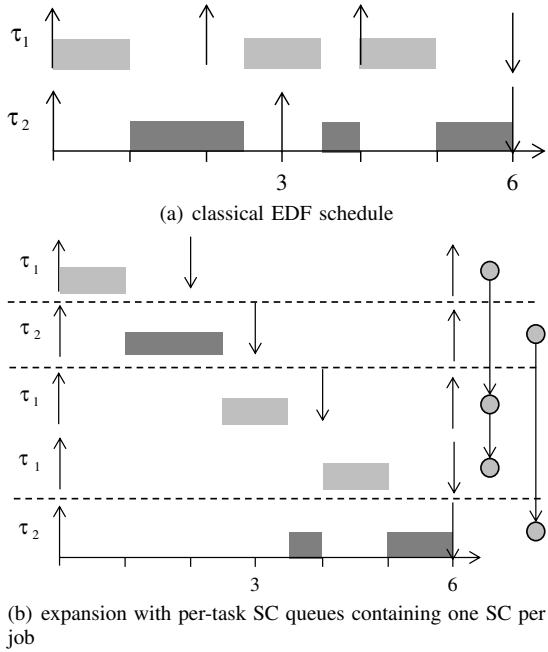 τ1
τ2
3
6
(a) classical EDF schedule
τ1
τ2
τ1
τ1
τ2
3
6
(b) expansion with per-task SC queues containing one SC per
job